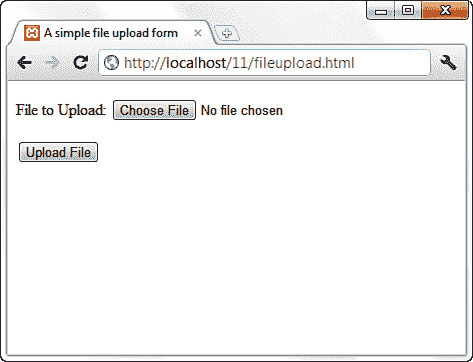 A simple file upload form
http://localhost/11/fileupload.html
File to Upload: Choose File No file chosen
Upload File